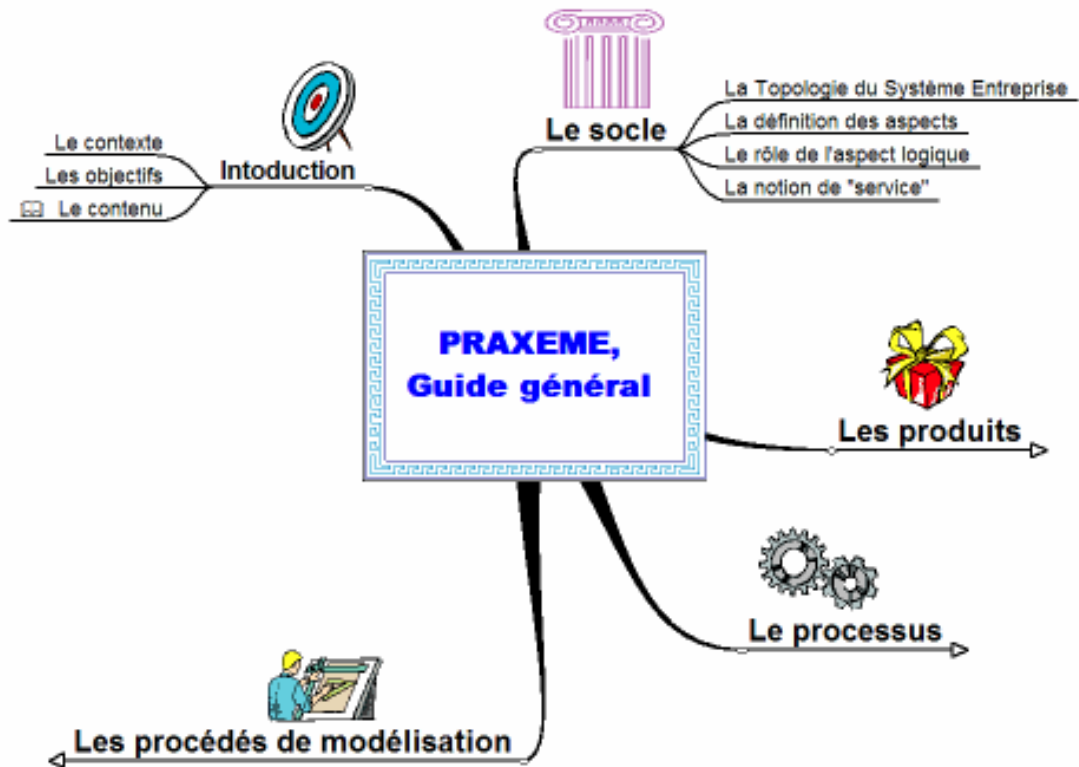 Le socle
La Topologie du Système Entreprise
La définition des aspects
Le rôle de l'aspect logique
La notion de "service"
Intoduction
Le contexte
Les objectifs
Le contenu
PRAXEME,
Guide général
Les produits
Le processus
Les procédés de modélisation